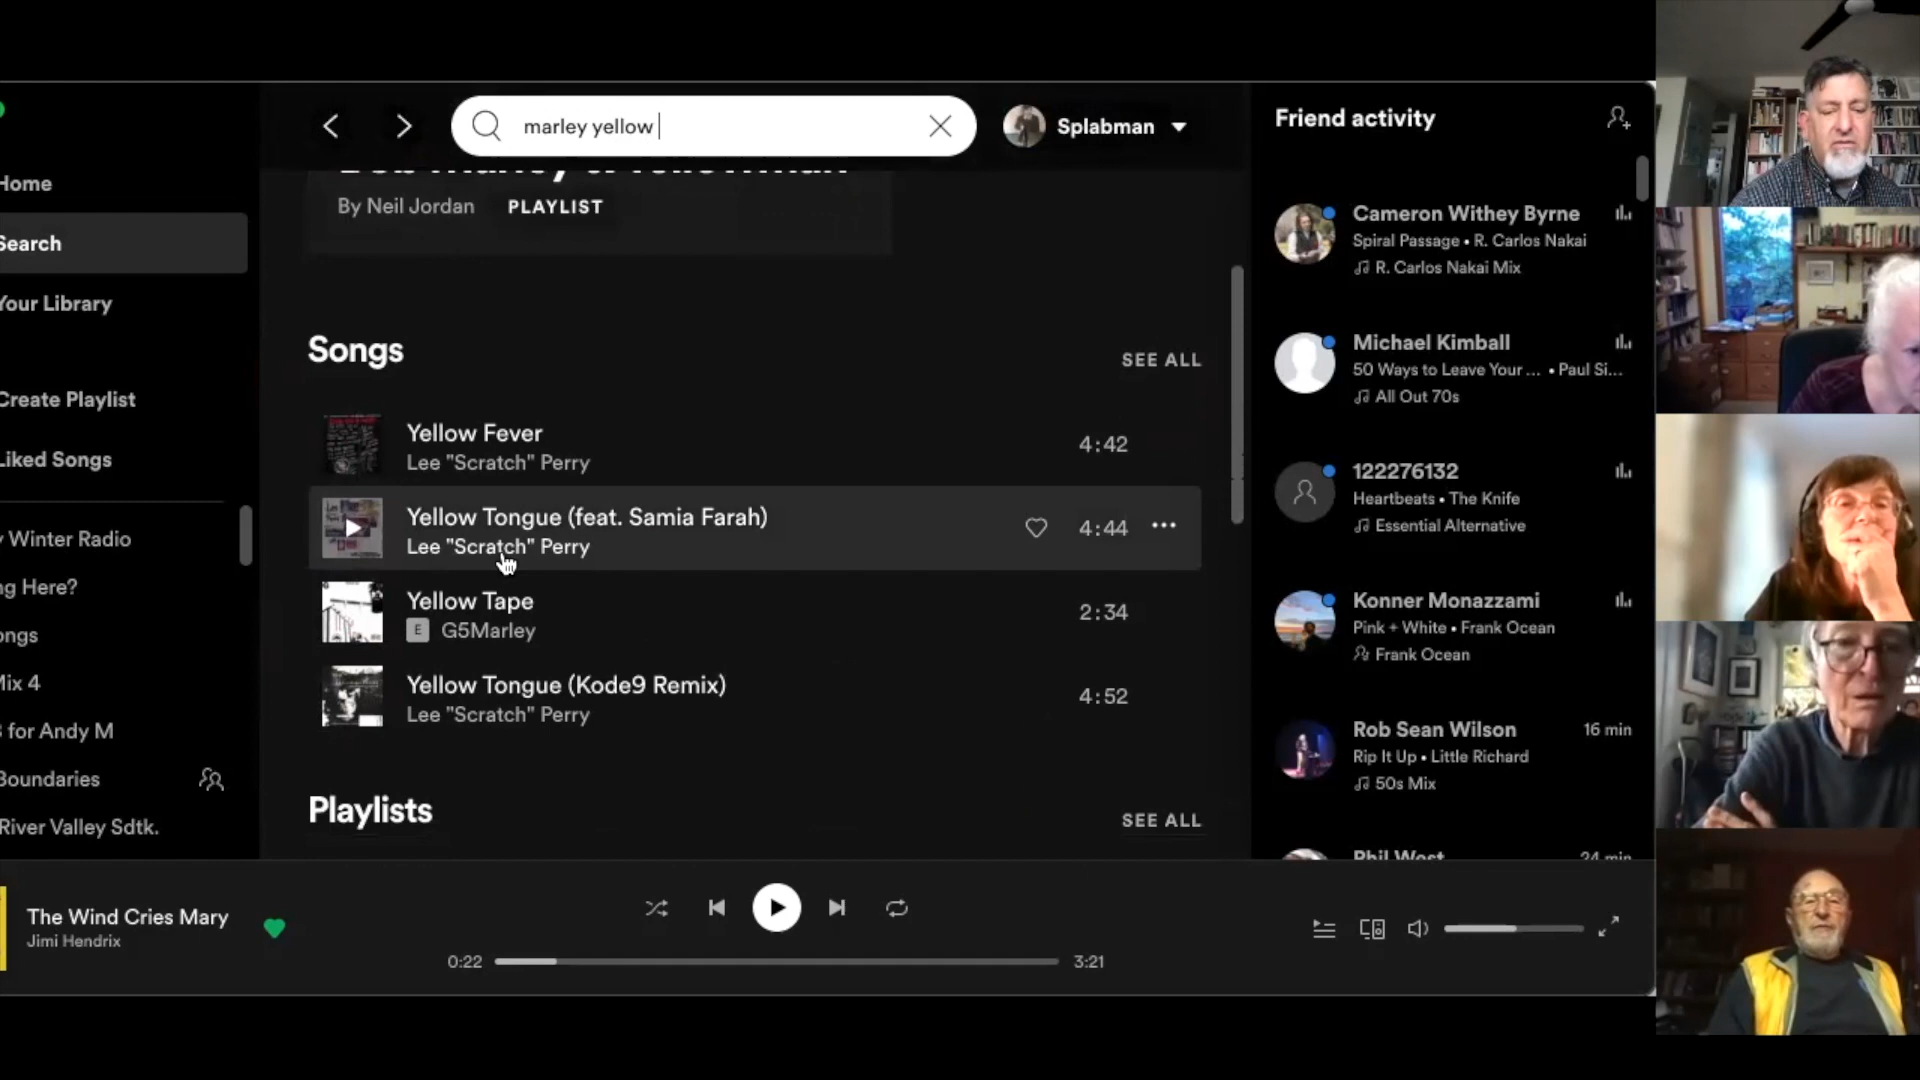 marley yellow
Splabman
Friend activity
Home
Search
Your Library
Create Playlist
Liked Songs
Winter Radio
ng Here?
ongs
Mix 4
for Andy M
Boundaries
River Valley Sdtk.
By Neil Jordan PLAYLIST
Songs
SEE ALL
Yellow Fever
Lee "Scratch" Perry
4:42
Yellow Tongue (feat. Samia Farah)
Lee "Scratch" Perry
4:44
Yellow Tape
E G5Marley
2:34
Yellow Tongue (Kode9 Remix)
Lee "Scratch" Perry
4:52
Playlists
SEE ALL
Cameron Withey Byrne
Spiral Passage • R. Carlos Nakai
R. Carlos Nakai Mix
Michael Kimball
50 Ways to Leave Your ... • Paul Si...
All Out 70s
122276132
Heartbeats • The Knife
Essential Alternative
Konner Monazzami
Pink + White • Frank Ocean
Frank Ocean
Rob Sean Wilson
16 min
Rip It Up • Little Richard
50s Mix
Phil West
24 min
The Wind Cries Mary
Jimi Hendrix
0:22
3:21